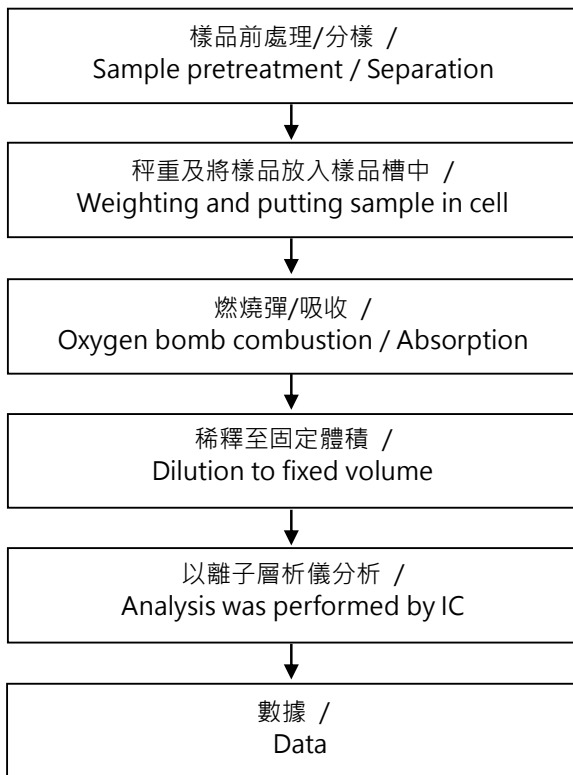 樣品前處理/分樣 /
Sample pretreatment / Separation
秤重及將樣品放入樣品槽中 /
Weighting and putting sample in cell
燃燒彈/吸收 /
Oxygen bomb combustion / Absorption
稀釋至固定體積 /
Dilution to fixed volume
以離子層析儀分析 /
Analysis was performed by IC
數據 /
Data